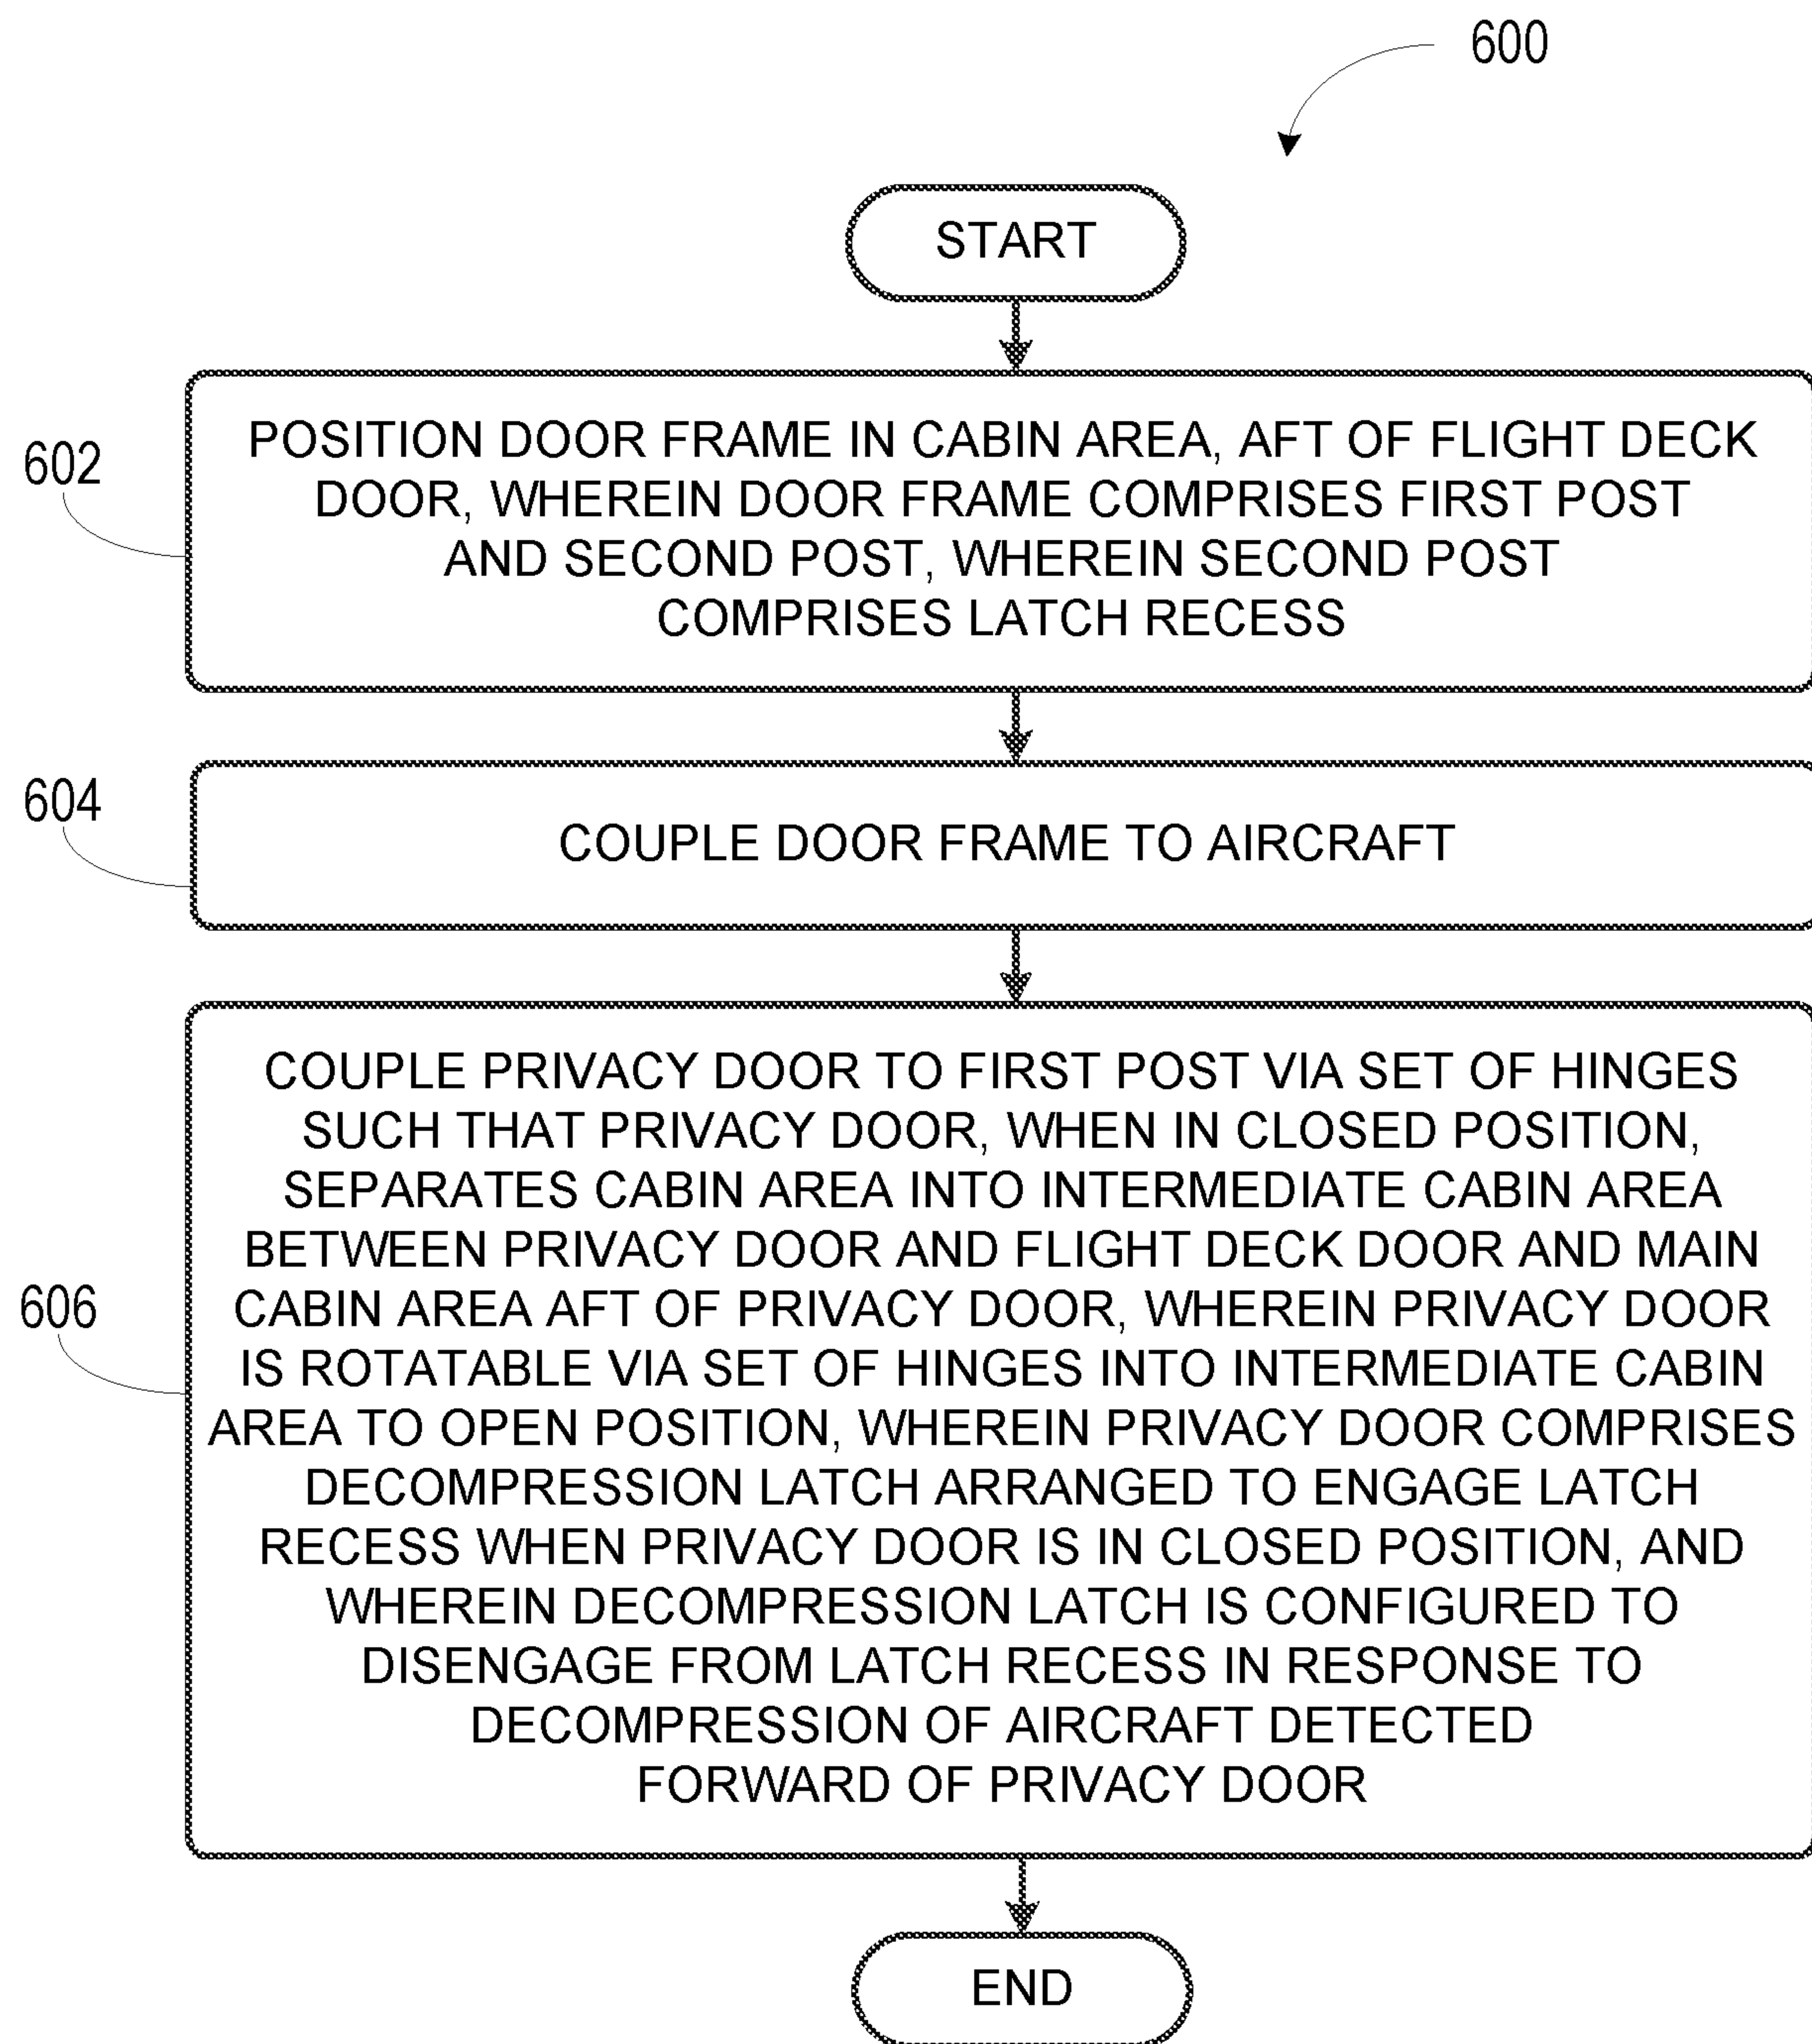 600
START
602
POSITION DOOR FRAME IN CABIN AREA, AFT OF FLIGHT DECK
DOOR, WHEREIN DOOR FRAME COMPRISES FIRST POST
AND SECOND POST, WHEREIN SECOND POST
COMPRISES LATCH RECESS
604
COUPLE DOOR FRAME TO AIRCRAFT
606
COUPLE PRIVACY DOOR TO FIRST POST VIA SET OF HINGES
SUCH THAT PRIVACY DOOR, WHEN IN CLOSED POSITION,
SEPARATES CABIN AREA INTO INTERMEDIATE CABIN AREA
BETWEEN PRIVACY DOOR AND FLIGHT DECK DOOR AND MAIN
CABIN AREA AFT OF PRIVACY DOOR, WHEREIN PRIVACY DOOR
IS ROTATABLE VIA SET OF HINGES INTO INTERMEDIATE CABIN
AREA TO OPEN POSITION, WHEREIN PRIVACY DOOR COMPRISES
DECOMPRESSION LATCH ARRANGED TO ENGAGE LATCH
RECESS WHEN PRIVACY DOOR IS IN CLOSED POSITION, AND
WHEREIN DECOMPRESSION LATCH IS CONFIGURED TO
DISENGAGE FROM LATCH RECESS IN RESPONSE TO
DECOMPRESSION OF AIRCRAFT DETECTED
FORWARD OF PRIVACY DOOR
END